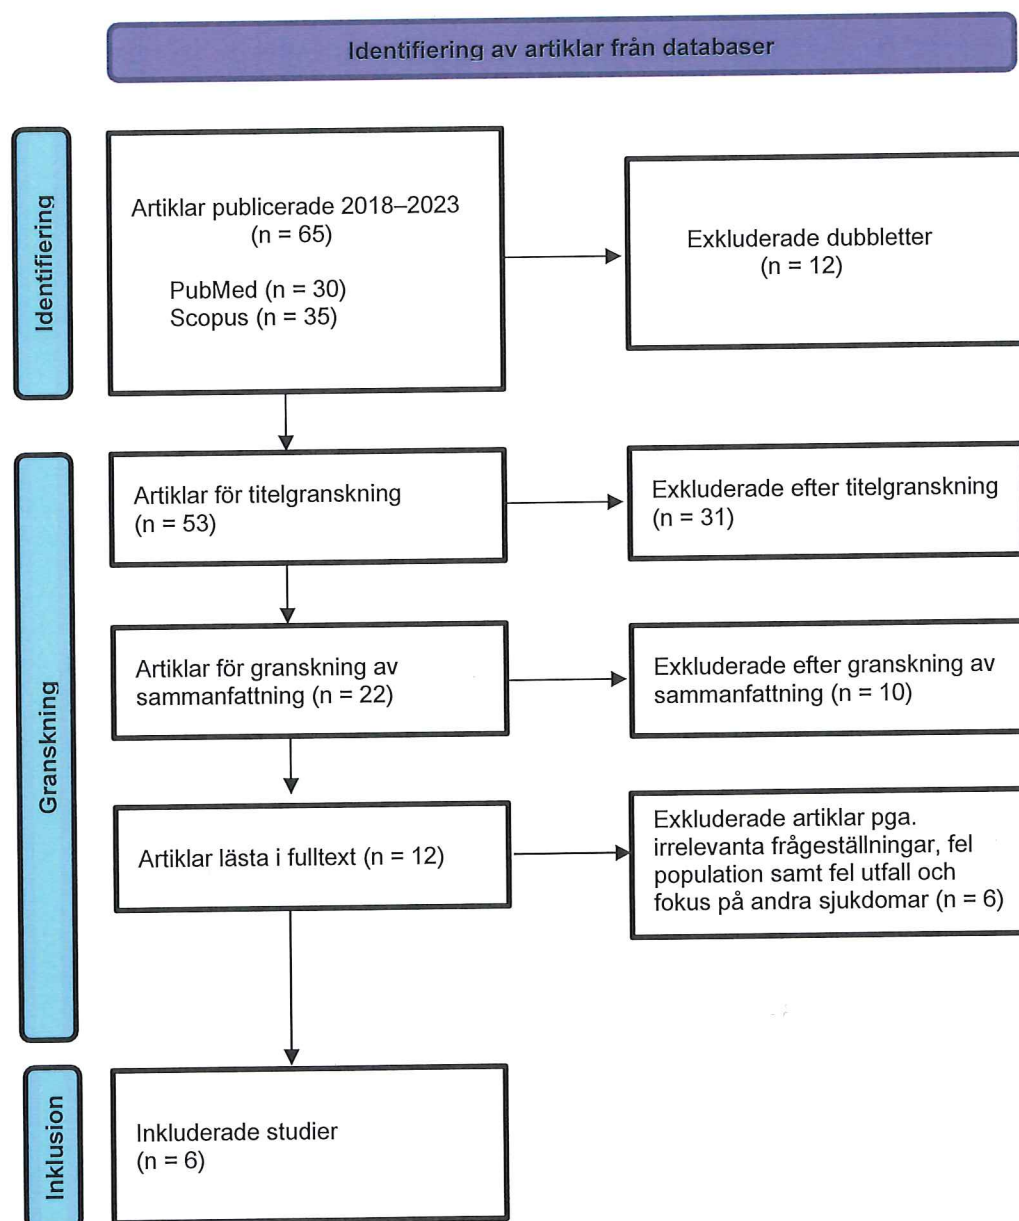 Identifiering av artiklar från databaser
Identifiering
Artiklar publicerade 2018–2023
(n = 65)
PubMed (n = 30)
Scopus (n = 35)
Exkluderade dubbletter
(n = 12)
Granskning
Artiklar för titelgranskning
(n = 53)
Exkluderade efter titelgranskning
(n = 31)
Artiklar för granskning av
sammanfattning (n = 22)
Exkluderade efter granskning av
sammanfattning (n = 10)
Artiklar lästa i fulltext (n = 12)
Exkluderade artiklar pga.
irrelevanta frågeställningar, fel
population samt fel utfall och
fokus på andra sjukdomar (n = 6)
Inklusion
Inkluderade studier
(n = 6)